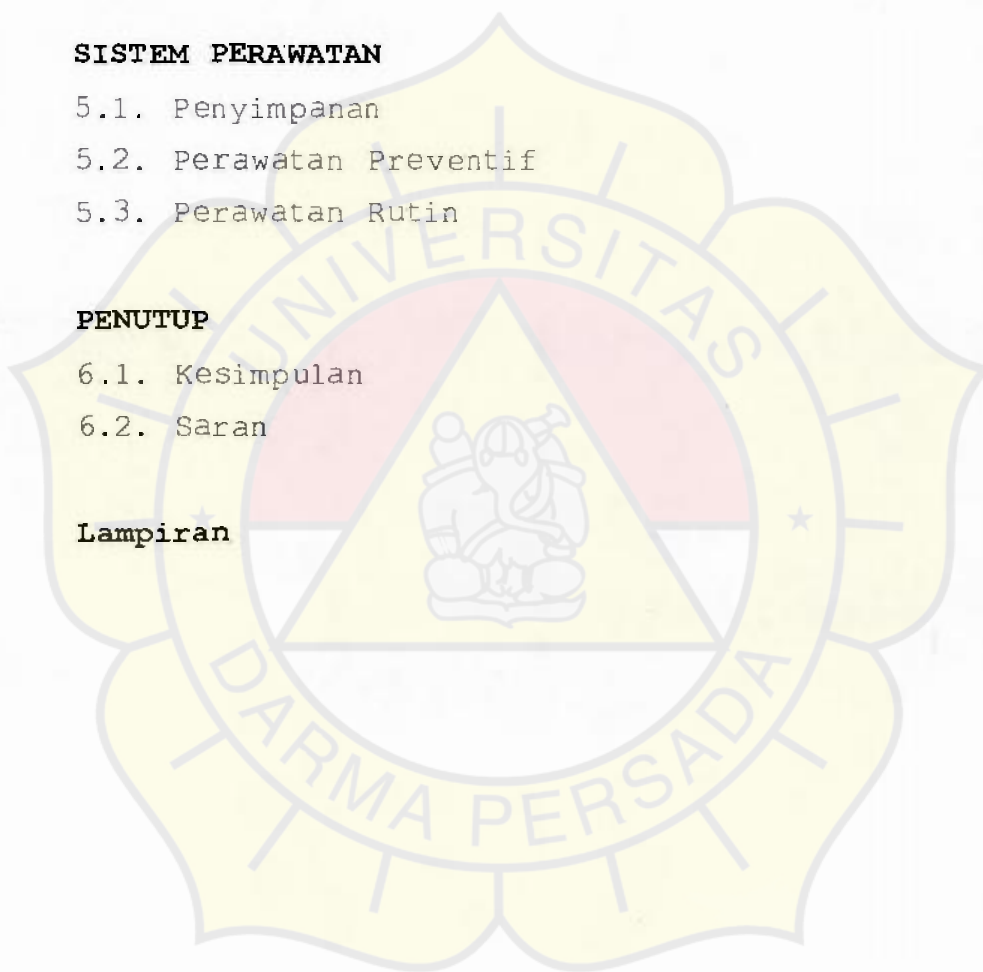 SISTEM PERAWATAN
5.1. Penyimpanan
5.2. Perawatan Preventif
5.3. Perawatan Rutin
PENUTUP
6.1. Kesimpulan
6.2. Saran
Lampiran
UNIVERSITAS
DARMA PERSADA